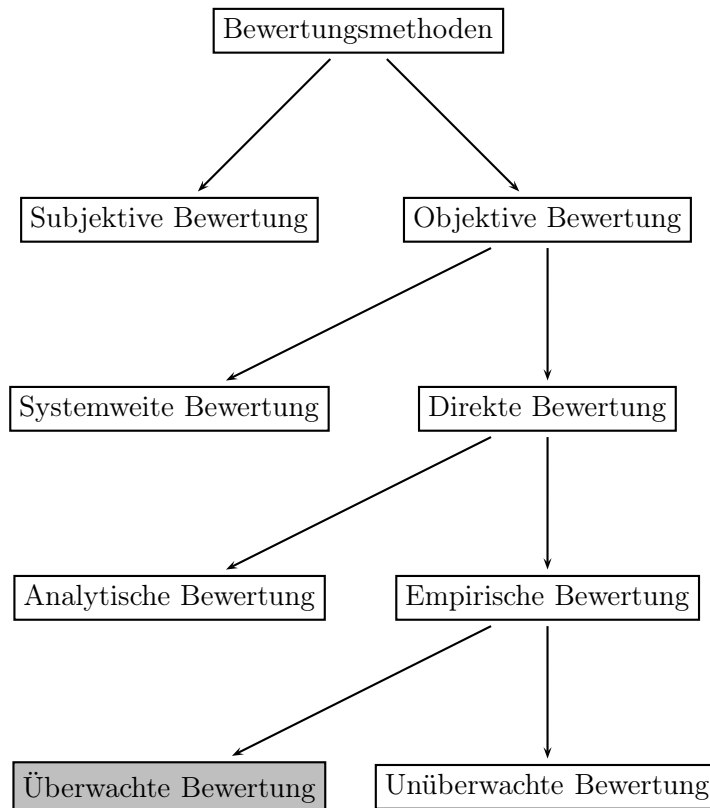 Bewertungsmethoden
Subjektive Bewertung
Objektive Bewertung
Systemweite Bewertung
Direkte Bewertung
Analytische Bewertung
Empirische Bewertung
Überwachte Bewertung
Unüberwachte Bewertung